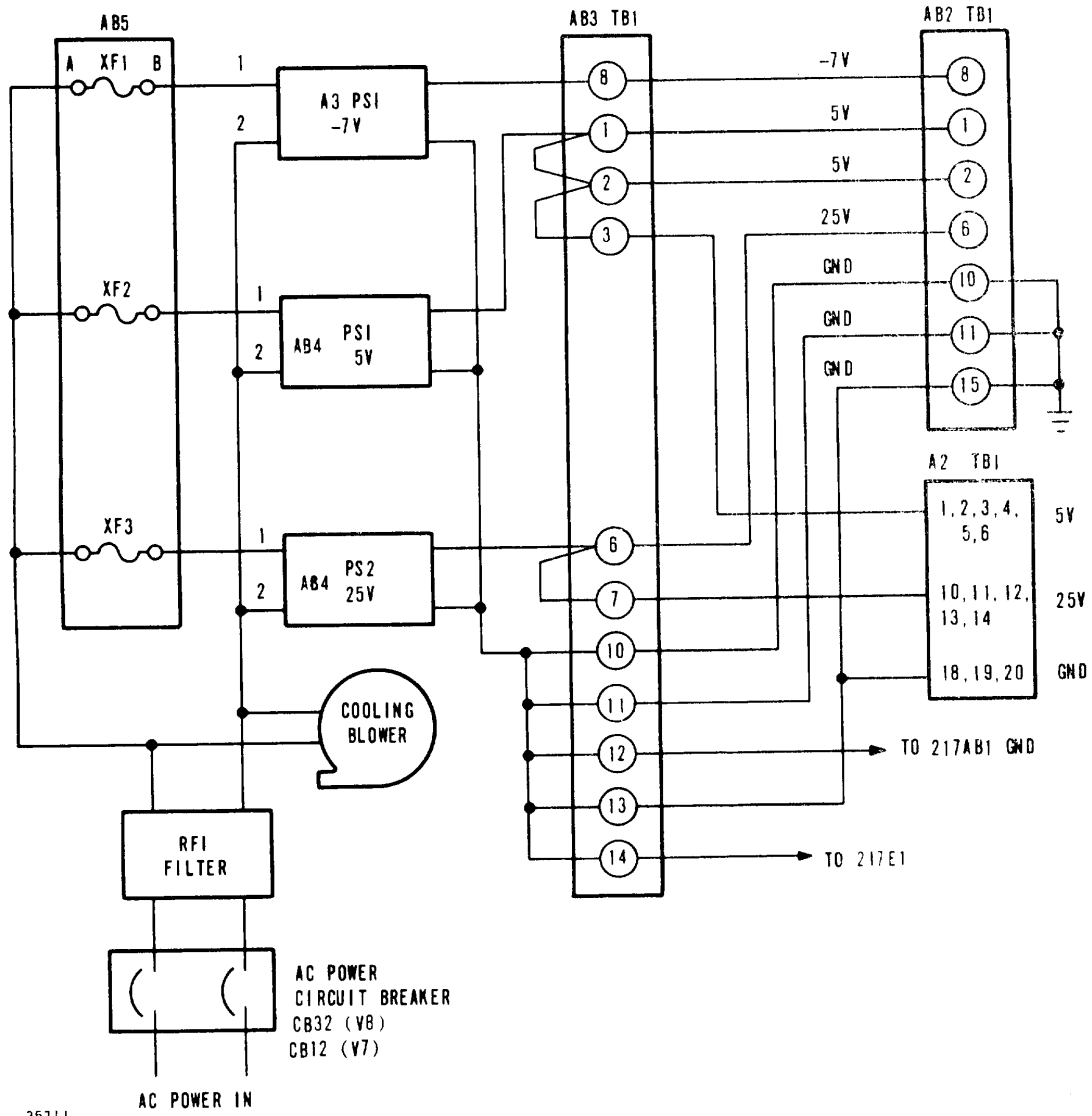 AB5
A XF1 B
1
2
A3 PS1
-7V
XF2
1
2
AB4 PS1
5V
XF3
1
2
AB4 PS2
25V
COOLING
BLOWER
RFI
FILTER
AC POWER
CIRCUIT BREAKER
CB32 (V8)
CB12 (V7)
AC POWER IN
AB3 TB1
8
1
2
3
6
7
10
11
12
13
14
-7V
5V
5V
25V
GND
GND
GND
TO 217AB1 GND
TO 217E1
AB2 TB1
8
1
2
6
10
11
15
A2 TB1
1,2,3,4,
5,6
5V
10,11,12,
13,14
25V
18,19,20
GND